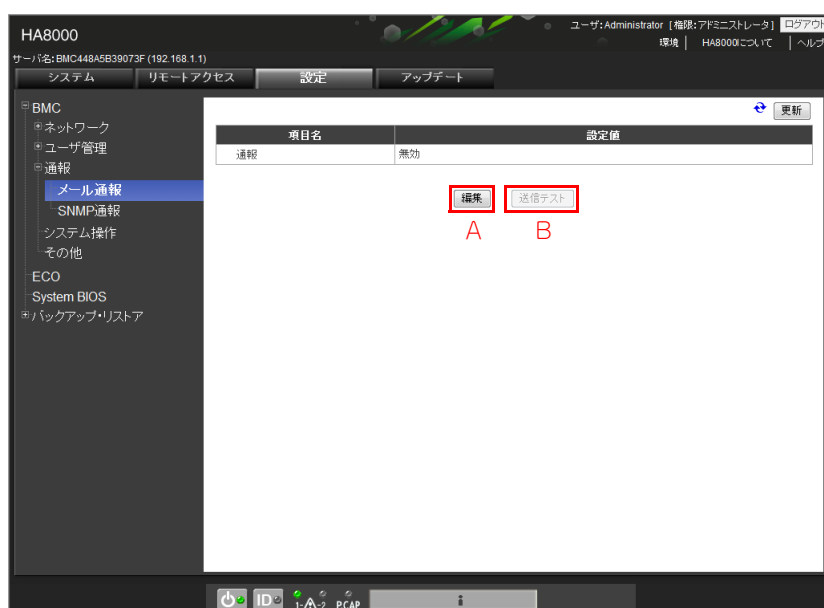 HA8000
ユーザ:Administrator [権限:アドミニストレータ] ログアウト
環境 | HA8000について | ヘルプ
サーバ名:BMC448A5B39073F (192.168.1.1)
システム リモートアクセス 設定 アップデート
BMC
ネットワーク
ユーザ管理
通報
メール通報
SNMP通報
システム操作
その他
ECO
System BIOS
バックアップ・リストア
更新
項目名 設定値
通報 無効
編集 送信テスト
A B
ID 1-A-2 PCAP i